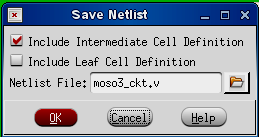 Save Netlist
Include Intermediate Cell Definition
Include Leaf Cell Definition
Netlist File: moso3_ckt.v
OK Cancel Help